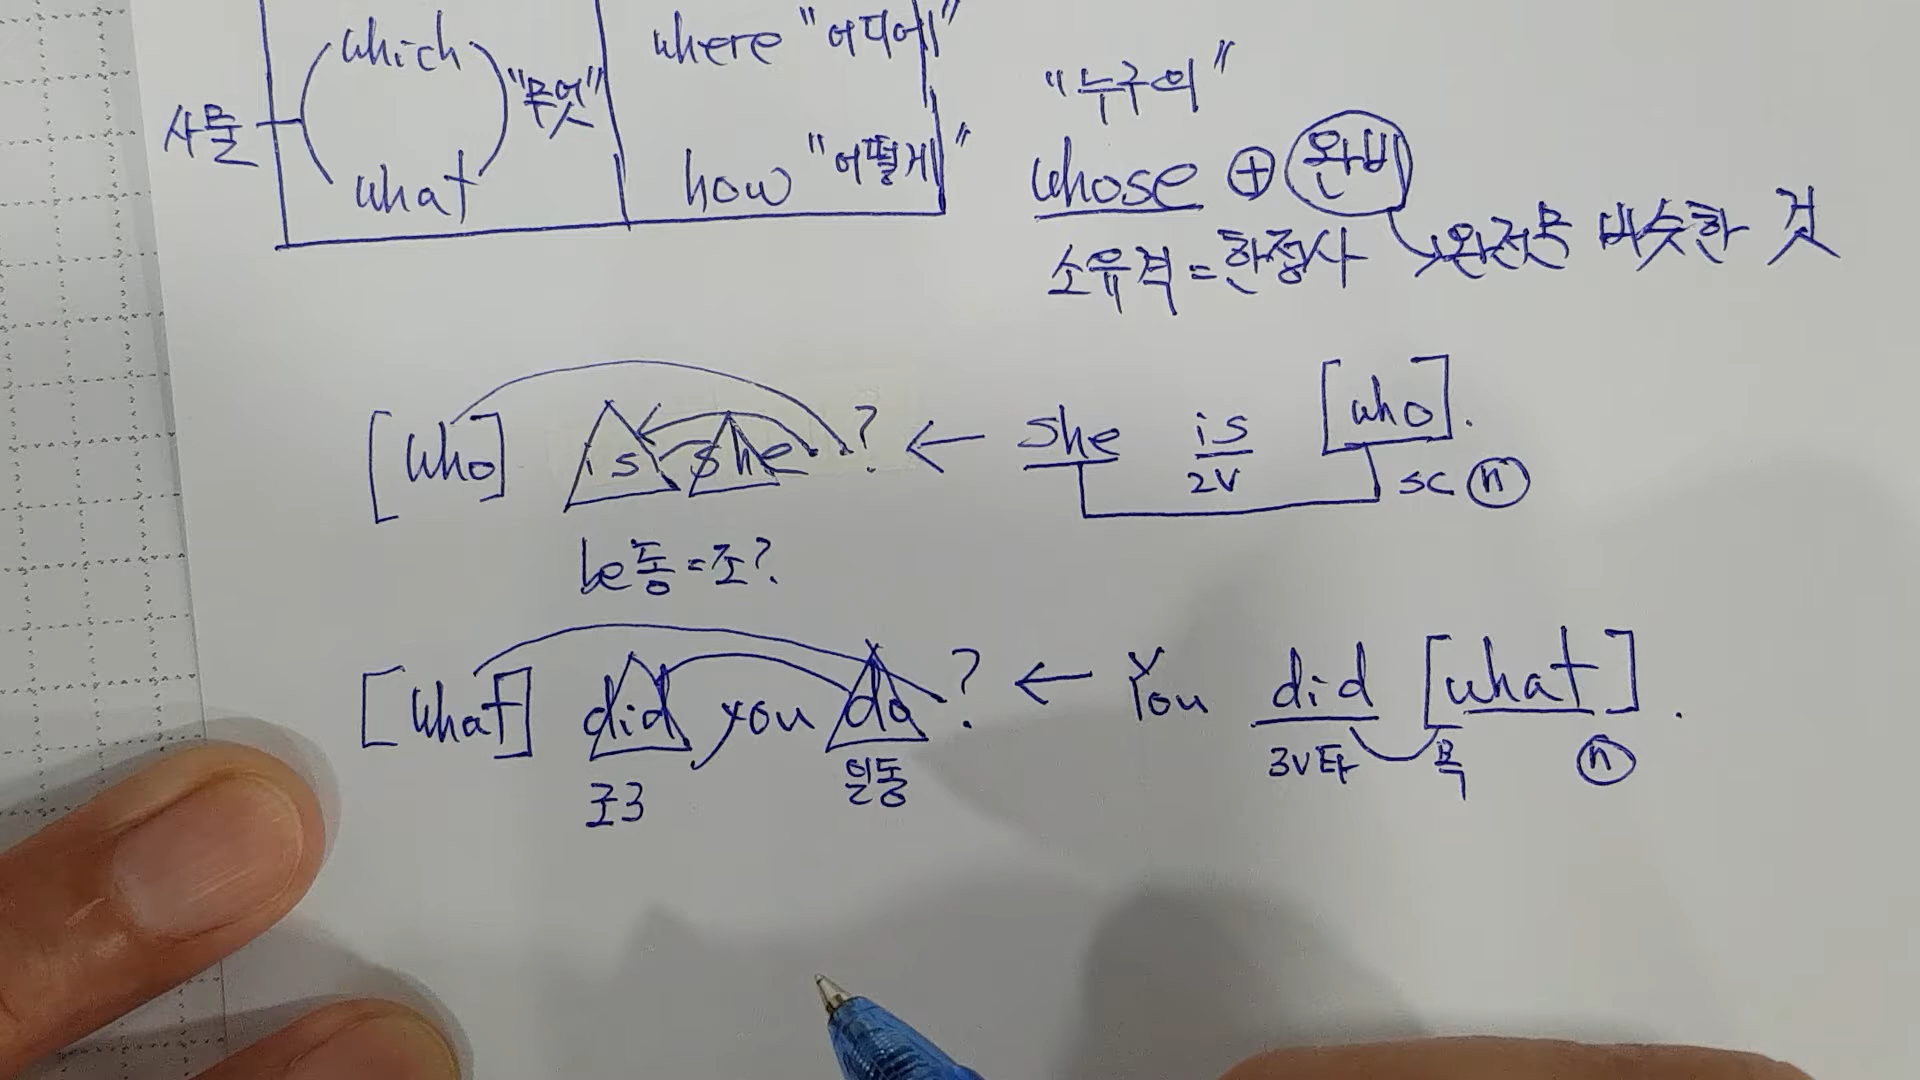 which where "어디에"
사물 "무엇" "누구의"
what how "어떻게" whose + 완비
소유격 = 한정사 → 완전목 비슷한 것
[who] is she ? ← she is [who].
2V SC n
be동 = 조?
[what] did you do ? ← You did [what].
조3 일동 3V타 목 n